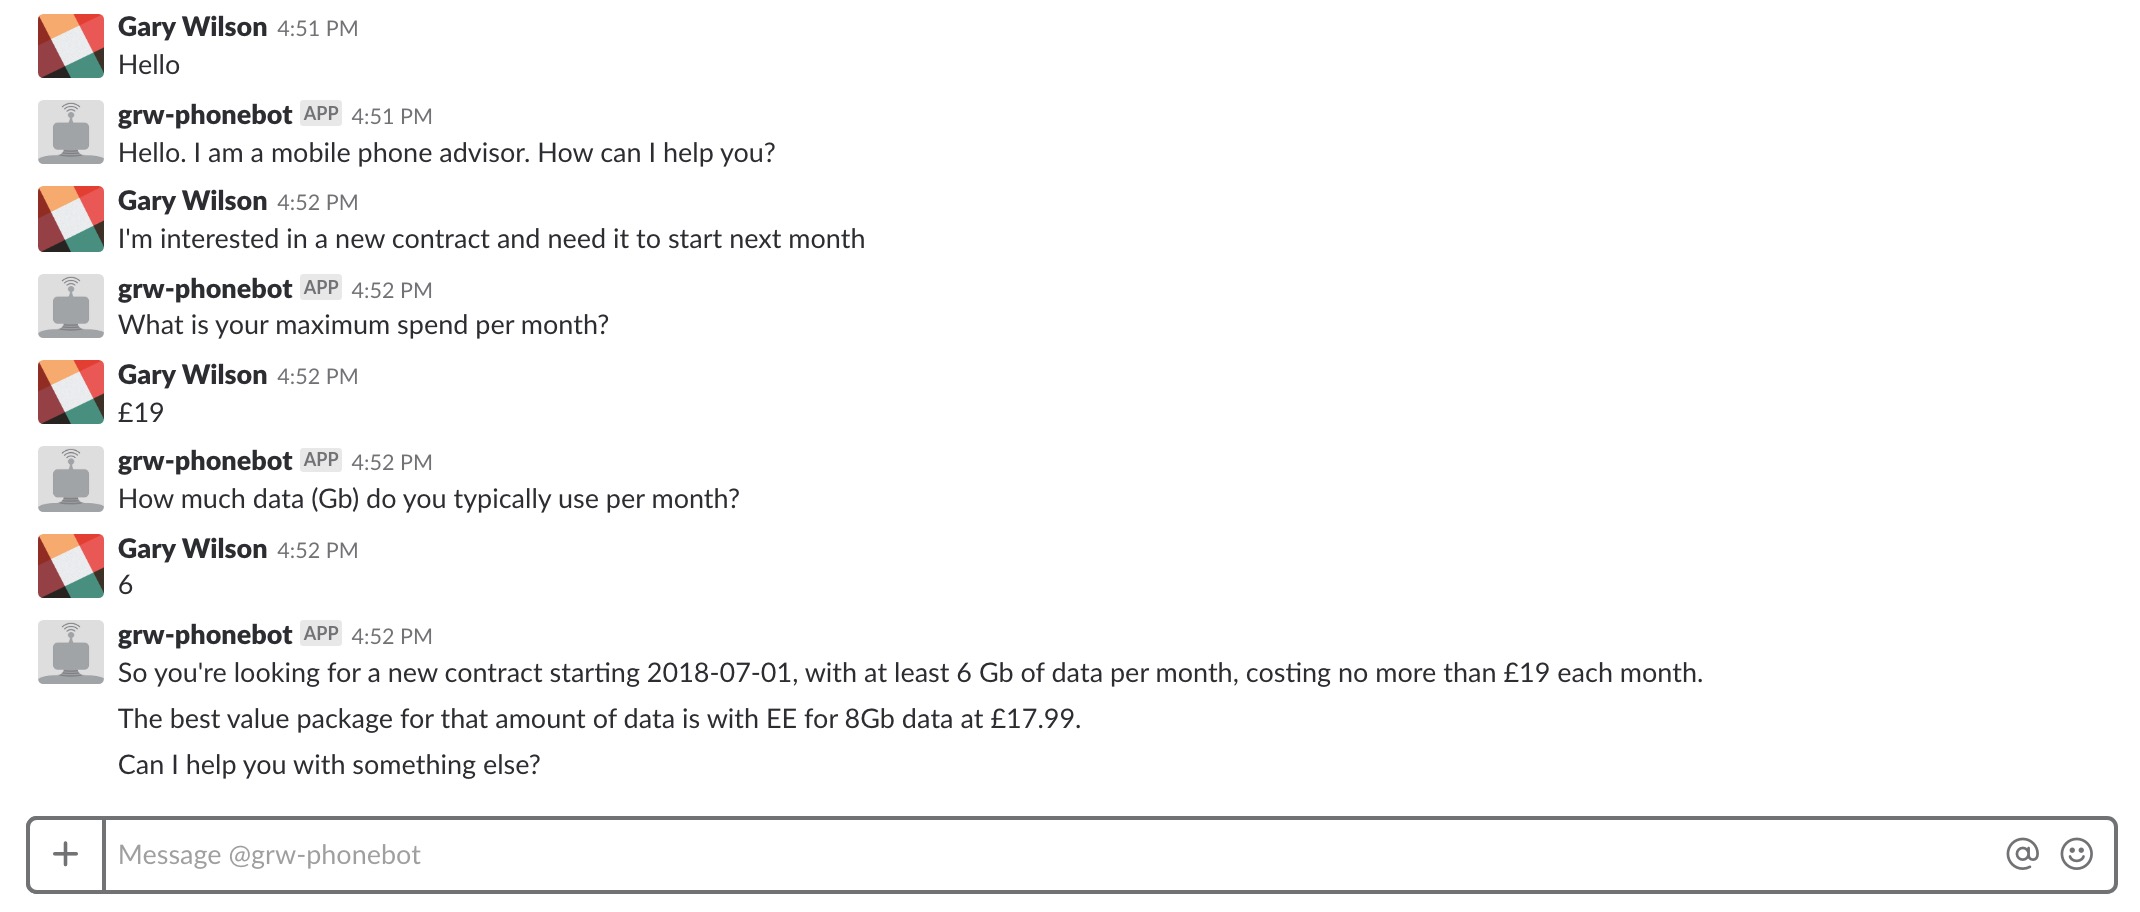 Gary Wilson 4:51 PM
Hello
grw-phonebot APP 4:51 PM
Hello. I am a mobile phone advisor. How can I help you?
Gary Wilson 4:52 PM
I'm interested in a new contract and need it to start next month
grw-phonebot APP 4:52 PM
What is your maximum spend per month?
Gary Wilson 4:52 PM
£19
grw-phonebot APP 4:52 PM
How much data (Gb) do you typically use per month?
Gary Wilson 4:52 PM
6
grw-phonebot APP 4:52 PM
So you're looking for a new contract starting 2018-07-01, with at least 6 Gb of data per month, costing no more than £19 each month.
The best value package for that amount of data is with EE for 8Gb data at £17.99.
Can I help you with something else?
Message @grw-phonebot